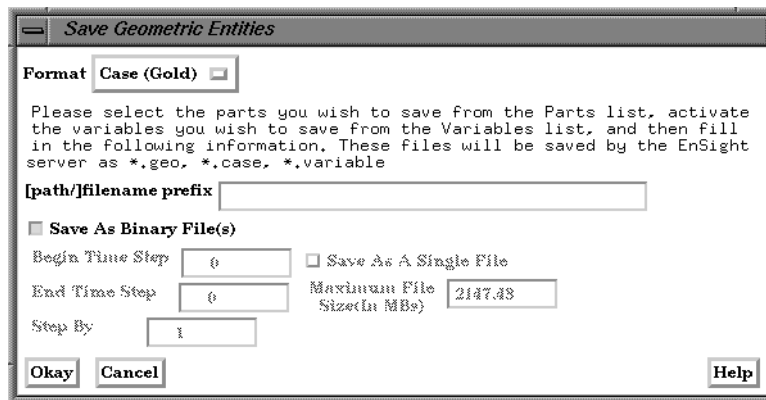 Save Geometric Entities
Format Case (Gold)
Please select the parts you wish to save from the Parts list, activate
the variables you wish to save from the Variables list, and then fill
in the following information. These files will be saved by the EnSight
server as *.geo, *.case, *.variable
[path/]filename prefix
Save As Binary File(s)
Begin Time Step 0 Save As A Single File
End Time Step 0 Maximum File
Size(In MBs) 2147.48
Step By 1
Okay Cancel Help